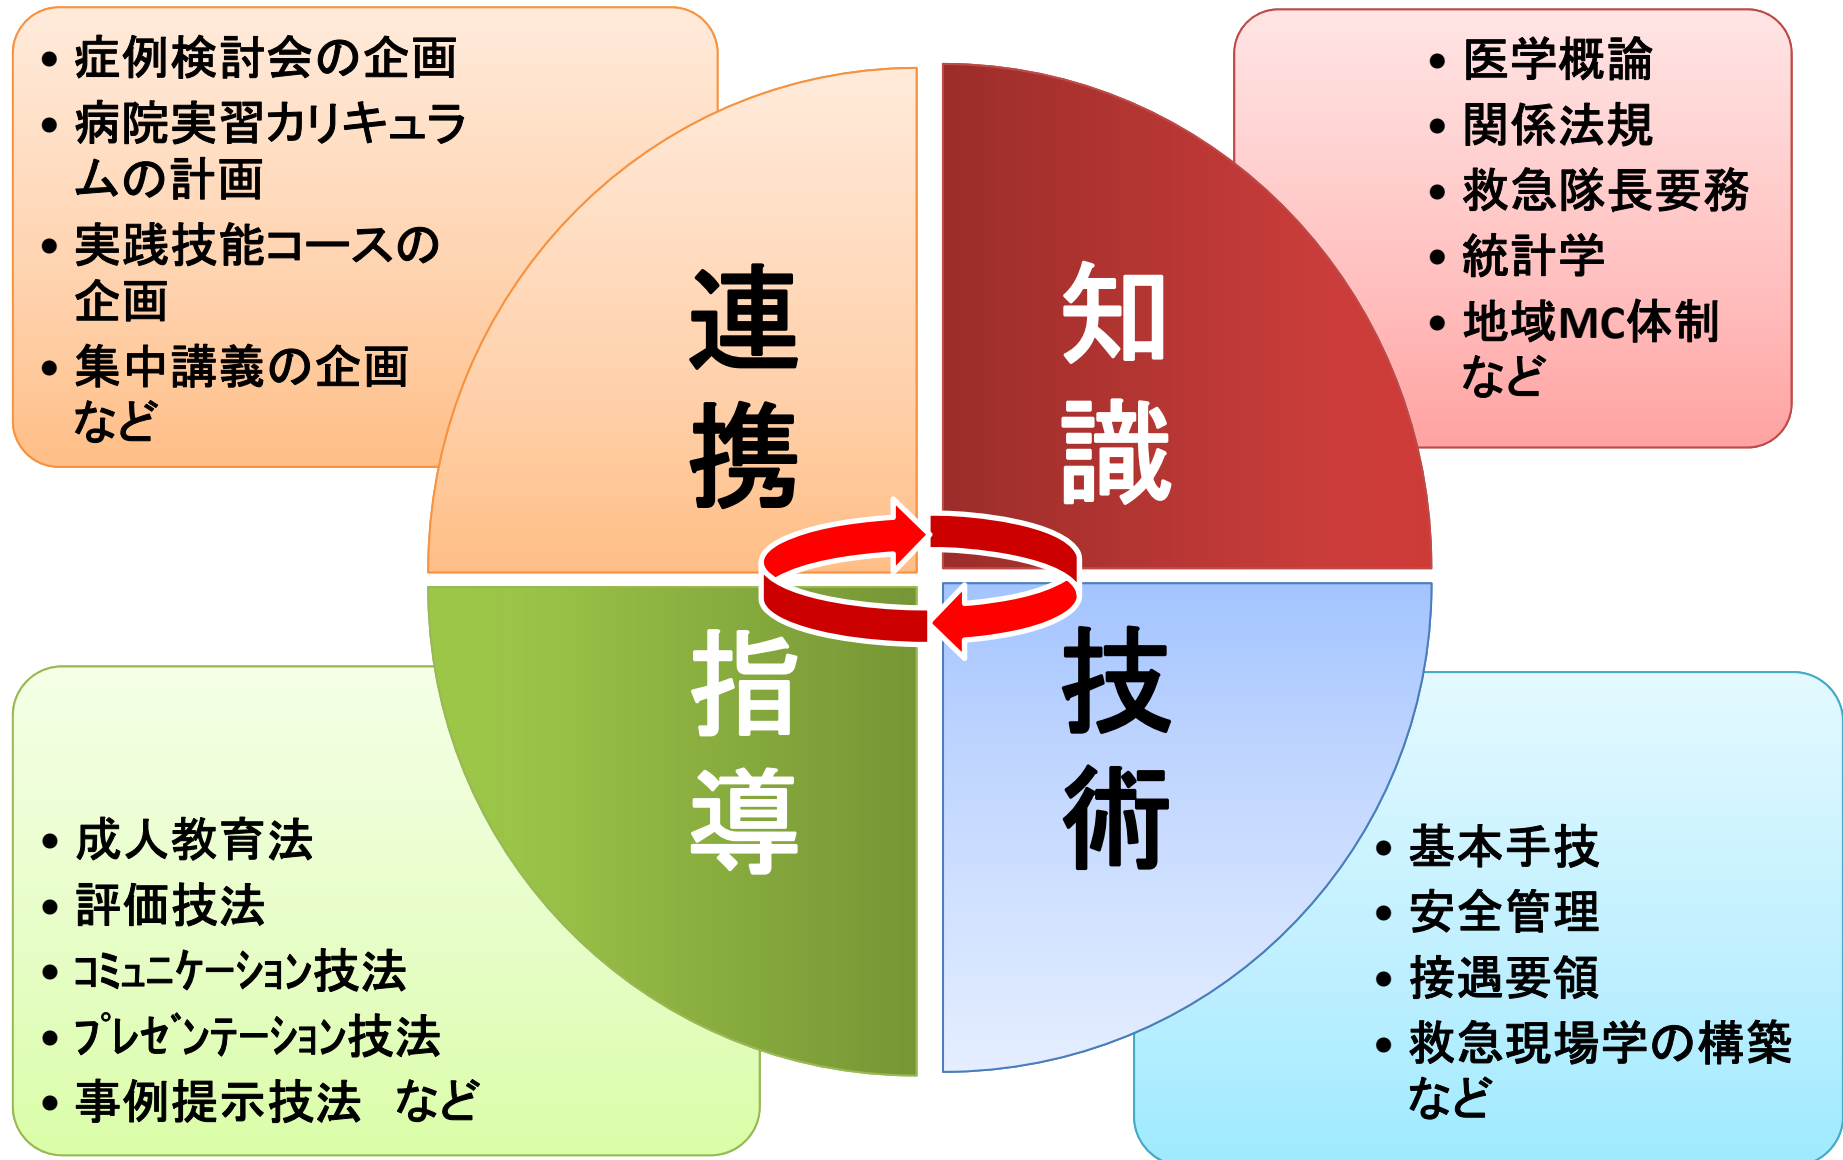 • 症例検討会の企画
• 病院実習カリキュラ
ムの計画
• 実践技能コースの
企画
• 集中講義の企画
など
連
携
• 医学概論
• 関係法規
• 救急隊長要務
• 統計学
• 地域MC体制
など
知
識
指
導
• 成人教育法
• 評価技法
• ｺﾐｭﾆｹｰｼｮﾝ技法
• ﾌﾟﾚｾﾞﾝﾃｰｼｮﾝ技法
• 事例提示技法　など
技
術
• 基本手技
• 安全管理
• 接遇要領
• 救急現場学の構築
など